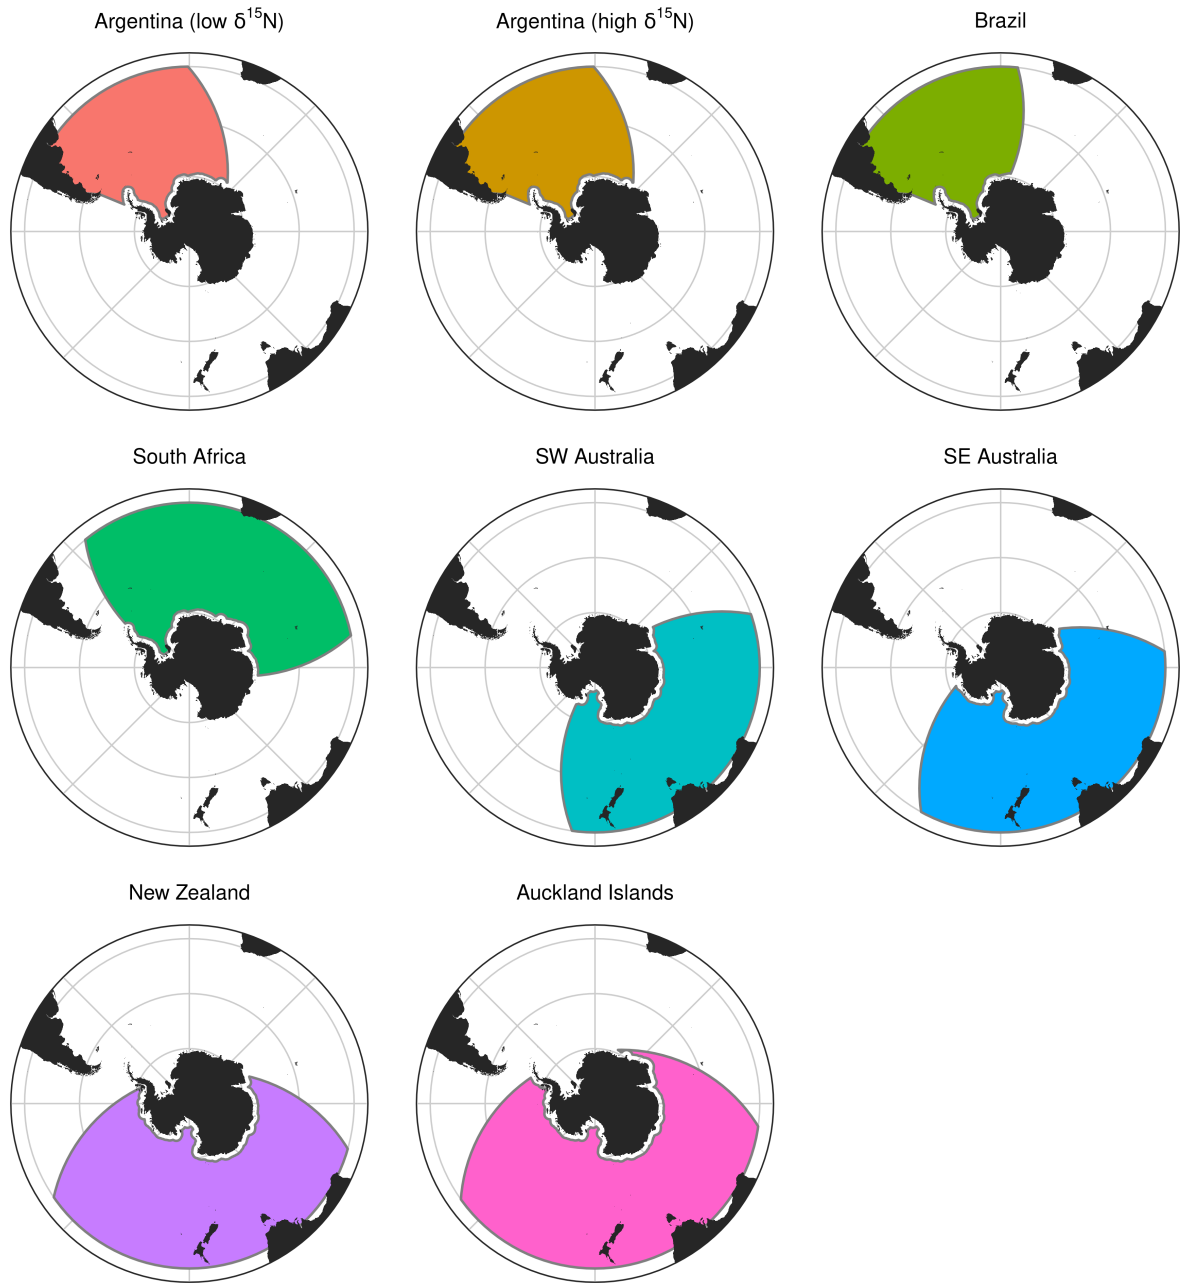 Argentina (low δ¹⁵N)
Argentina (high δ¹⁵N)
Brazil
South Africa
SW Australia
SE Australia
New Zealand
Auckland Islands